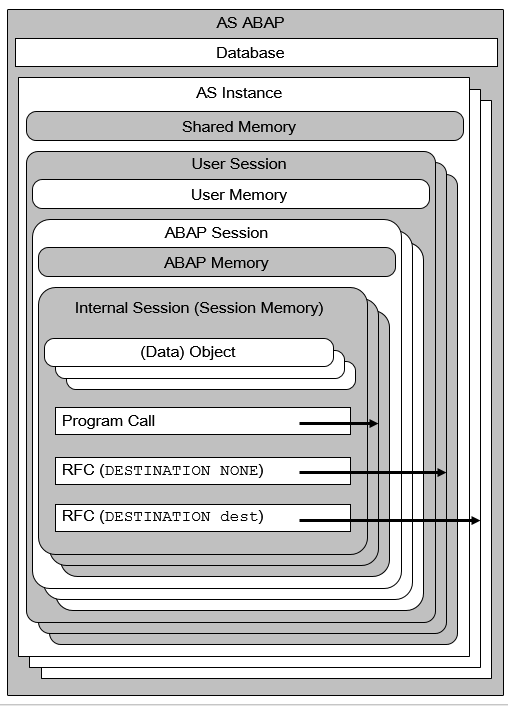 AS ABAP
Database
AS Instance
Shared Memory
User Session
User Memory
ABAP Session
ABAP Memory
Internal Session (Session Memory)
(Data) Object
Program Call
RFC (DESTINATION NONE)
RFC (DESTINATION dest)